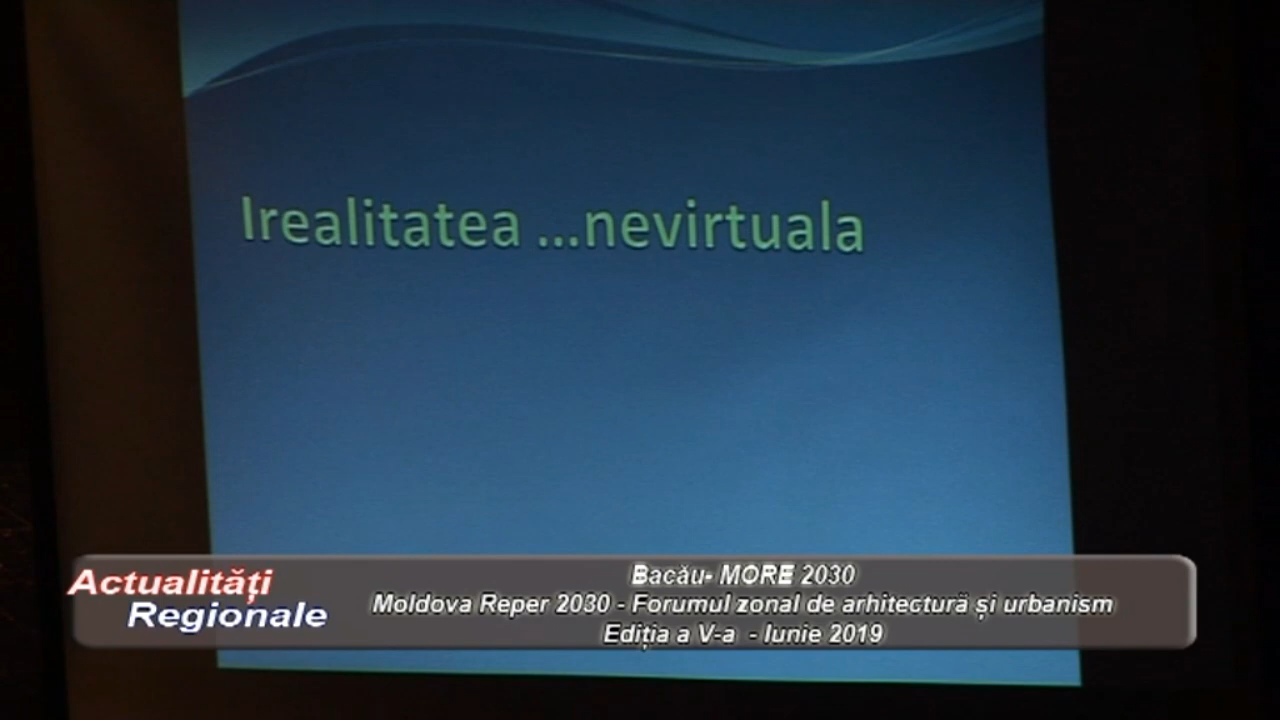 Irealitatea ...nevirtuala
Actualități
Regionale
Bacău- MORE 2030
Moldova Reper 2030 - Forumul zonal de arhitectură și urbanism
Ediția a V-a - Iunie 2019